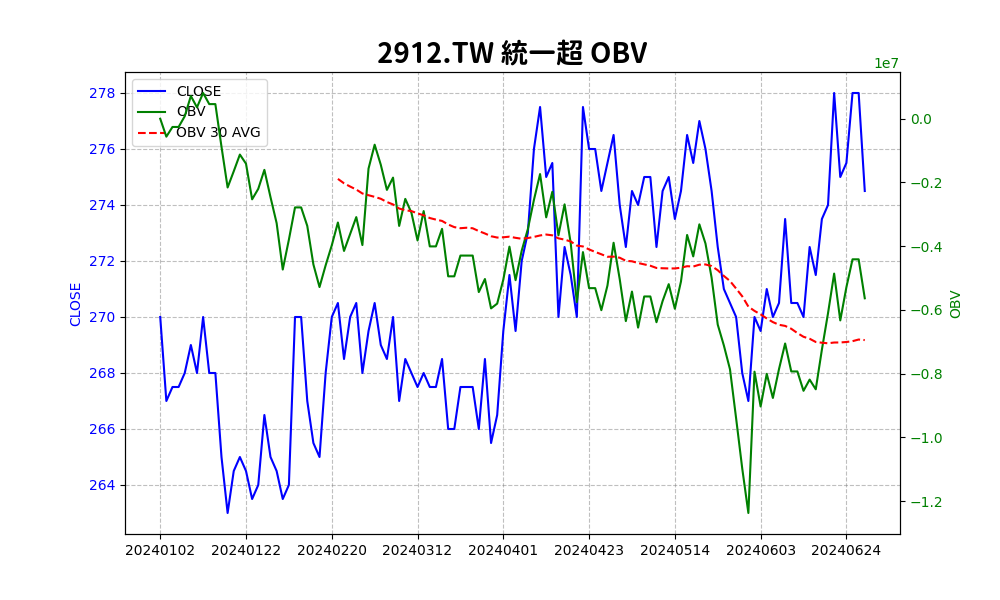 2912.TW 統一超 OBV
1e7
CLOSE
OBV
OBV 30 AVG
278
276
274
272
270
268
266
264
CLOSE
0.0
−0.2
−0.4
−0.6
−0.8
−1.0
−1.2
OBV
20240102 20240122 20240220 20240312 20240401 20240423 20240514 20240603 20240624